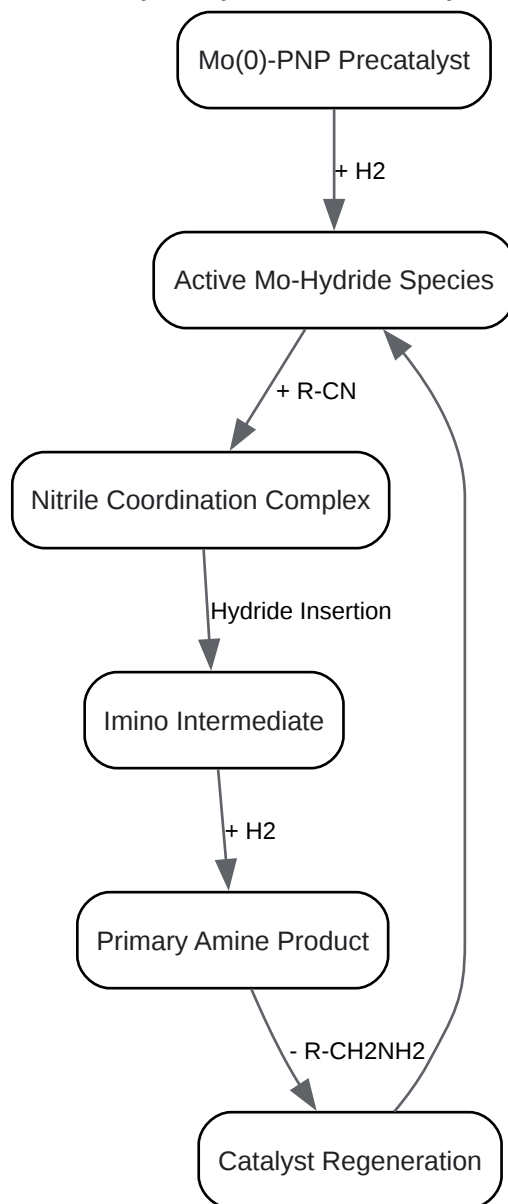 Mo(0)-PNP Precatalyst
+ H2
Active Mo-Hydride Species
+ R-CN
Nitrile Coordination Complex
Hydride Insertion
Imino Intermediate
+ H2
Primary Amine Product
- R-CH2NH2
Catalyst Regeneration